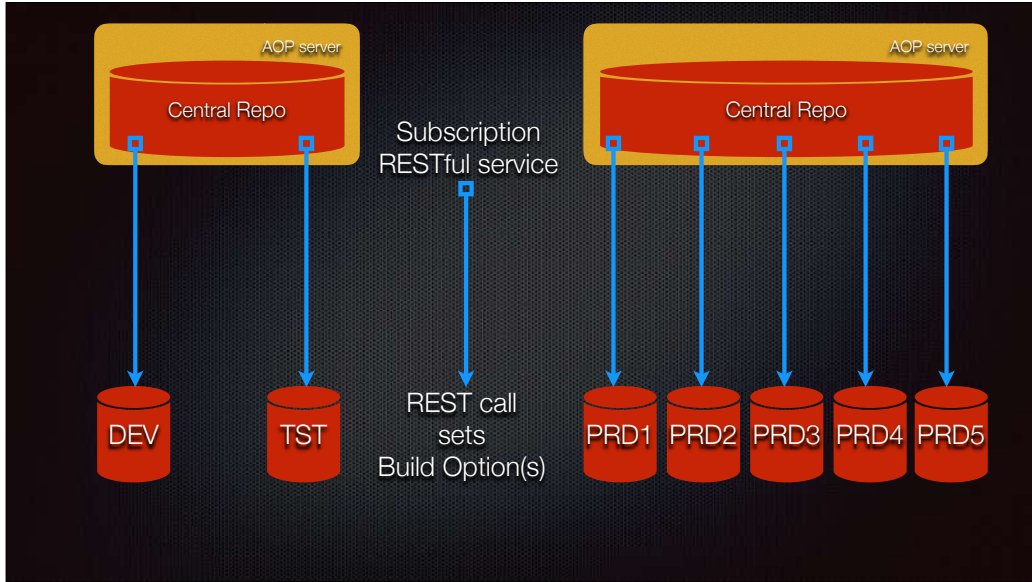 AOP server
Central Repo
AOP server
Central Repo
Subscription
RESTful service
REST call
sets
Build Option(s)
DEV
TST
PRD1
PRD2
PRD3
PRD4
PRD5